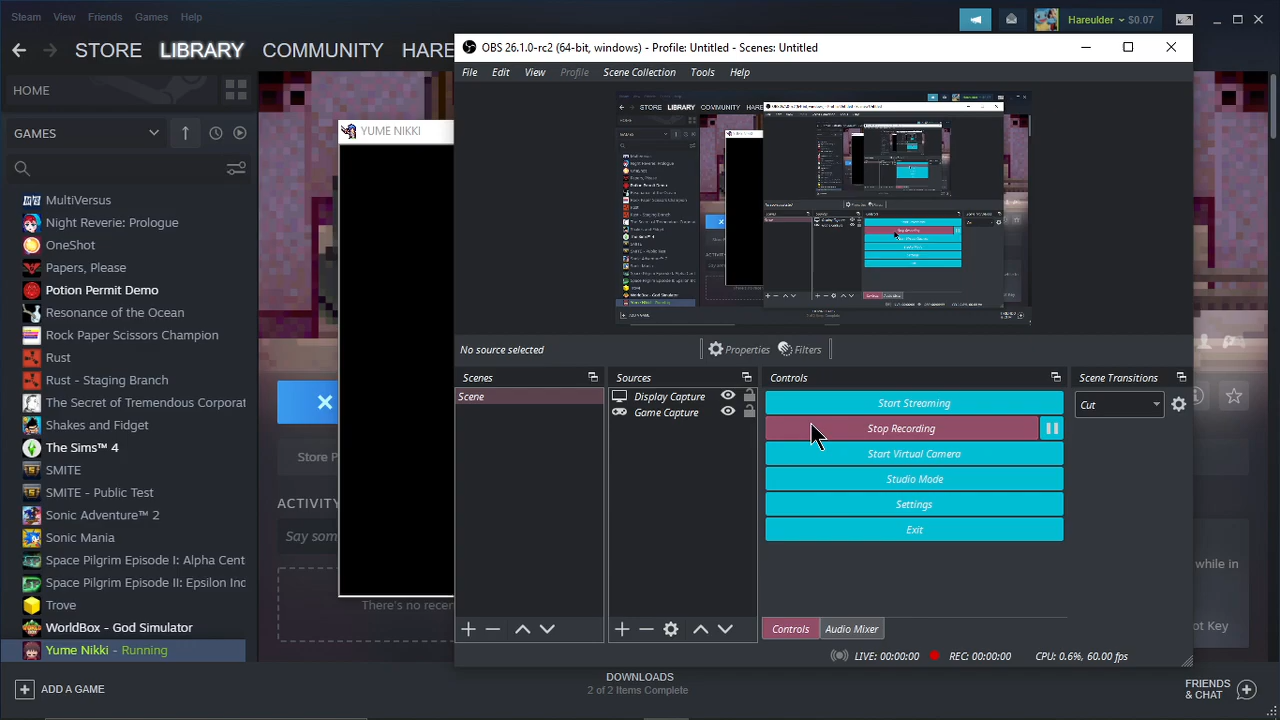 Steam View Friends Games Help
Hareulder $0.07
STORE LIBRARY COMMUNITY HARE
HOME
GAMES
MultiVersus
Night Reverie: Prologue
OneShot
Papers, Please
Potion Permit Demo
Resonance of the Ocean
Rock Paper Scissors Champion
Rust
Rust - Staging Branch
The Secret of Tremendous Corporat
Shakes and Fidget
The Sims™ 4
SMITE
SMITE - Public Test
Sonic Adventure™ 2
Sonic Mania
Space Pilgrim Episode I: Alpha Cent
Space Pilgrim Episode II: Epsilon Inc
Trove
WorldBox - God Simulator
Yume Nikki - Running
ADD A GAME
Store P
ACTIVITY
Say som
There's no recen
YUME NIKKI
OBS 26.1.0-rc2 (64-bit, windows) - Profile: Untitled - Scenes: Untitled
File Edit View Profile Scene Collection Tools Help
STORE LIBRARY COMMUNITY HARE
No source selected
Properties Filters
Scenes
Scene
Sources
Display Capture
Game Capture
Controls
Start Streaming
Stop Recording
Start Virtual Camera
Studio Mode
Settings
Exit
Controls Audio Mixer
Scene Transitions
Cut
LIVE: 00:00:00 REC: 00:00:00 CPU: 0.6%, 60.00 fps
while in
ot Key
DOWNLOADS
2 of 2 Items Complete
FRIENDS
& CHAT